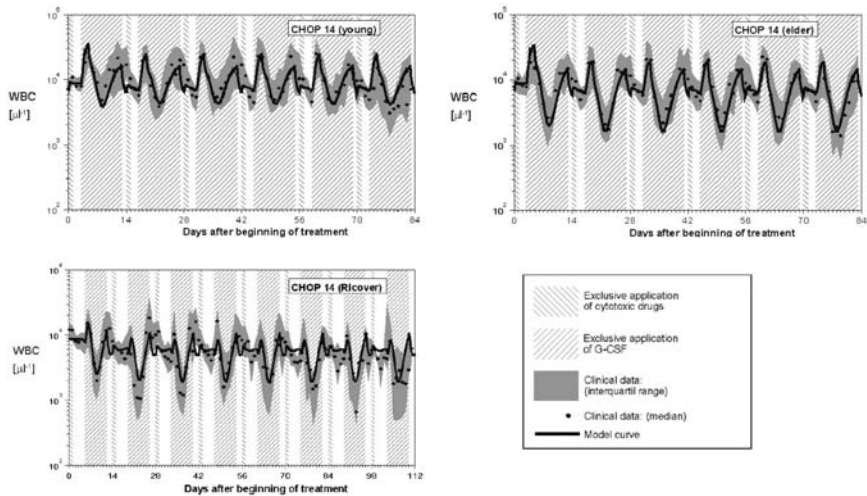 CHOP 14 (young)
10⁴
WBC
[µl⁻¹]
10³
10²
0 14 28 42 56 70 84
Days after beginning of treatment
CHOP 14 (elder)
10⁵
10⁴
WBC
[µl⁻¹]
10³
10²
0 14 28 42 56 70 84
Days after beginning of treatment
CHOP 14 (Ricover)
10⁴
WBC
[µl⁻¹]
10³
10²
0 14 28 42 56 70 84 112
Days after beginning of treatment
Exclusive application
of cytotoxic drugs
Exclusive application
of G-CSF
Clinical data:
(interquartil range)
Clinical data: (median)
Model curve